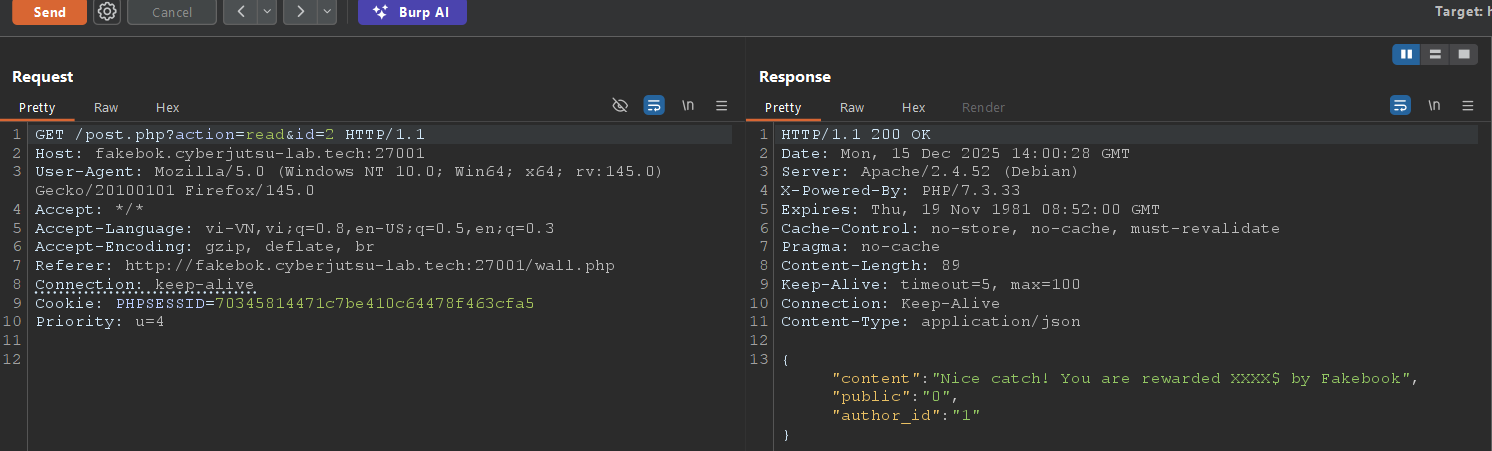 Send Cancel < > Burp AI Target: h
Request
Pretty Raw Hex \n
1 GET /post.php?action=read&id=2 HTTP/1.1
2 Host: fakebok.cyberjutsu-lab.tech:27001
3 User-Agent: Mozilla/5.0 (Windows NT 10.0; Win64; x64; rv:145.0)
Gecko/20100101 Firefox/145.0
4 Accept: */*
5 Accept-Language: vi-VN,vi;q=0.8,en-US;q=0.5,en;q=0.3
6 Accept-Encoding: gzip, deflate, br
7 Referer: http://fakebok.cyberjutsu-lab.tech:27001/wall.php
8 Connection: keep-alive
9 Cookie: PHPSESSID=70345814471c7be410c64478f463cfa5
10 Priority: u=4
11
12
Response
Pretty Raw Hex Render \n
1 HTTP/1.1 200 OK
2 Date: Mon, 15 Dec 2025 14:00:28 GMT
3 Server: Apache/2.4.52 (Debian)
4 X-Powered-By: PHP/7.3.33
5 Expires: Thu, 19 Nov 1981 08:52:00 GMT
6 Cache-Control: no-store, no-cache, must-revalidate
7 Pragma: no-cache
8 Content-Length: 89
9 Keep-Alive: timeout=5, max=100
10 Connection: Keep-Alive
11 Content-Type: application/json
12
13 {
"content":"Nice catch! You are rewarded XXXX$ by Fakebook",
"public":"0",
"author_id":"1"
}